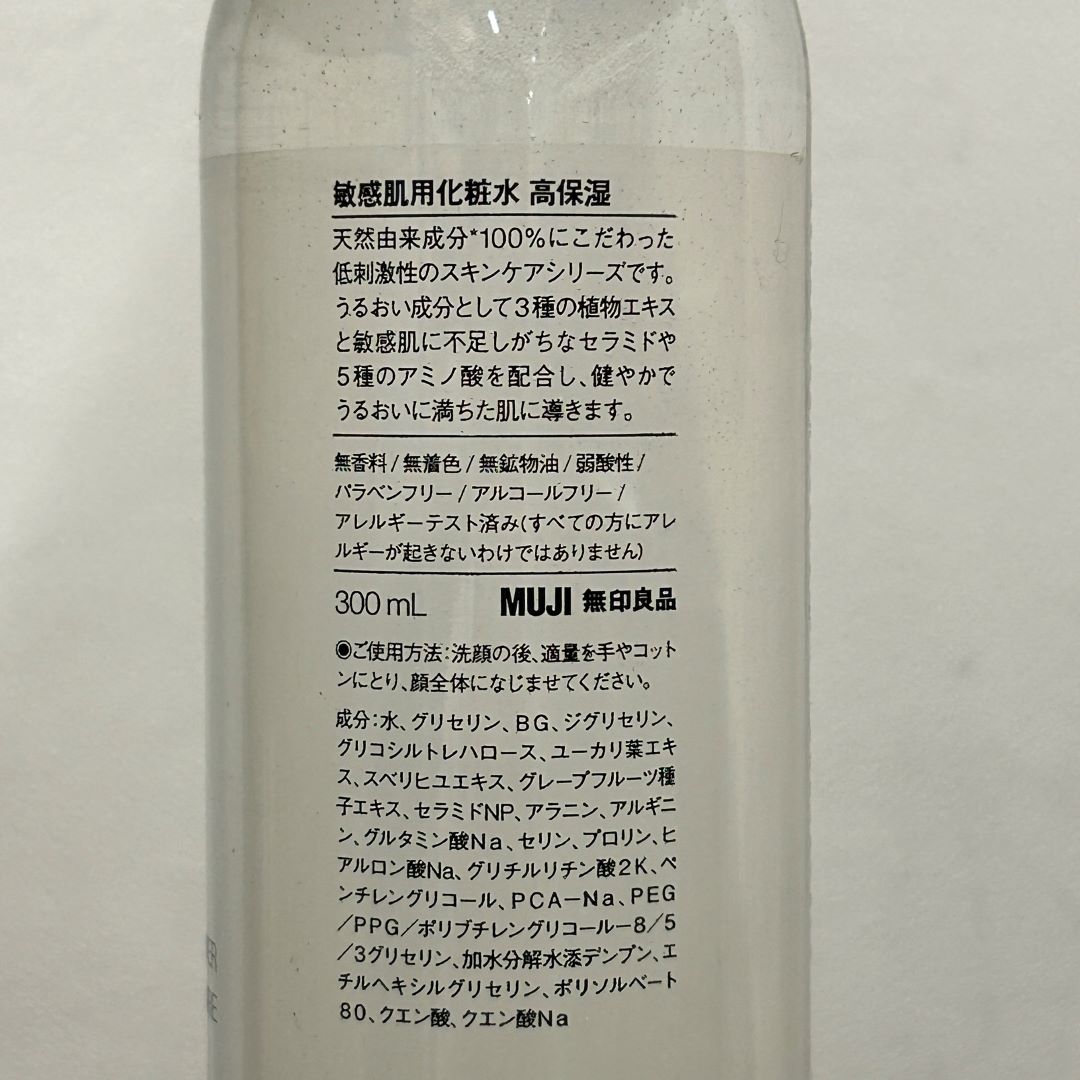 敏感肌用化粧水 高保湿
天然由来成分*100%にこだわった
低刺激性のスキンケアシリーズです。
うるおい成分として3種の植物エキス
と敏感肌に不足しがちなセラミドや
5種のアミノ酸を配合し、健やかで
うるおいに満ちた肌に導きます。
無香料/無着色/無鉱物油/弱酸性/
パラベンフリー/アルコールフリー/
アレルギーテスト済み(すべての方にアレ
ルギーが起きないわけではありません)
300mL MUJI 無印良品
◉ご使用方法:洗顔の後、適量を手やコット
ンにとり、顔全体になじませてください。
成分:水、グリセリン、BG、ジグリセリン、
グリコシルトレハロース、ユーカリ葉エキ
ス、スベリヒユエキス、グレープフルーツ種
子エキス、セラミドNP、アラニン、アルギニ
ン、グルタミン酸Na、セリン、プロリン、ヒ
アルロン酸Na、グリチルリチン酸2K、ペ
ンチレングリコール、PCA-Na、PEG
/PPG/ポリブチレングリコール-8/5
/3グリセリン、加水分解水添デンプン、エ
チルヘキシルグリセリン、ポリソルベート
80、クエン酸、クエン酸Na